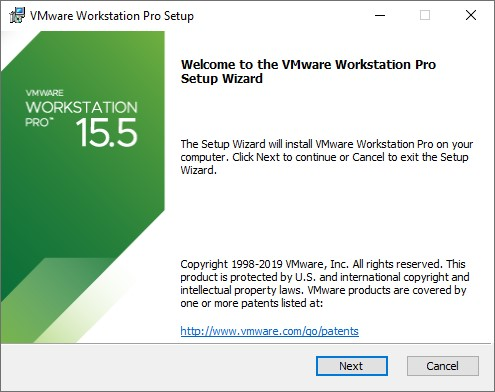 VMware Workstation Pro Setup
VMWARE
WORKSTATION
PRO™
15.5
Welcome to the VMware Workstation Pro
Setup Wizard
The Setup Wizard will install VMware Workstation Pro on your
computer. Click Next to continue or Cancel to exit the Setup
Wizard.
Copyright 1998-2019 VMware, Inc. All rights reserved. This
product is protected by U.S. and international copyright and
intellectual property laws. VMware products are covered by
one or more patents listed at:
http://www.vmware.com/go/patents
Next
Cancel